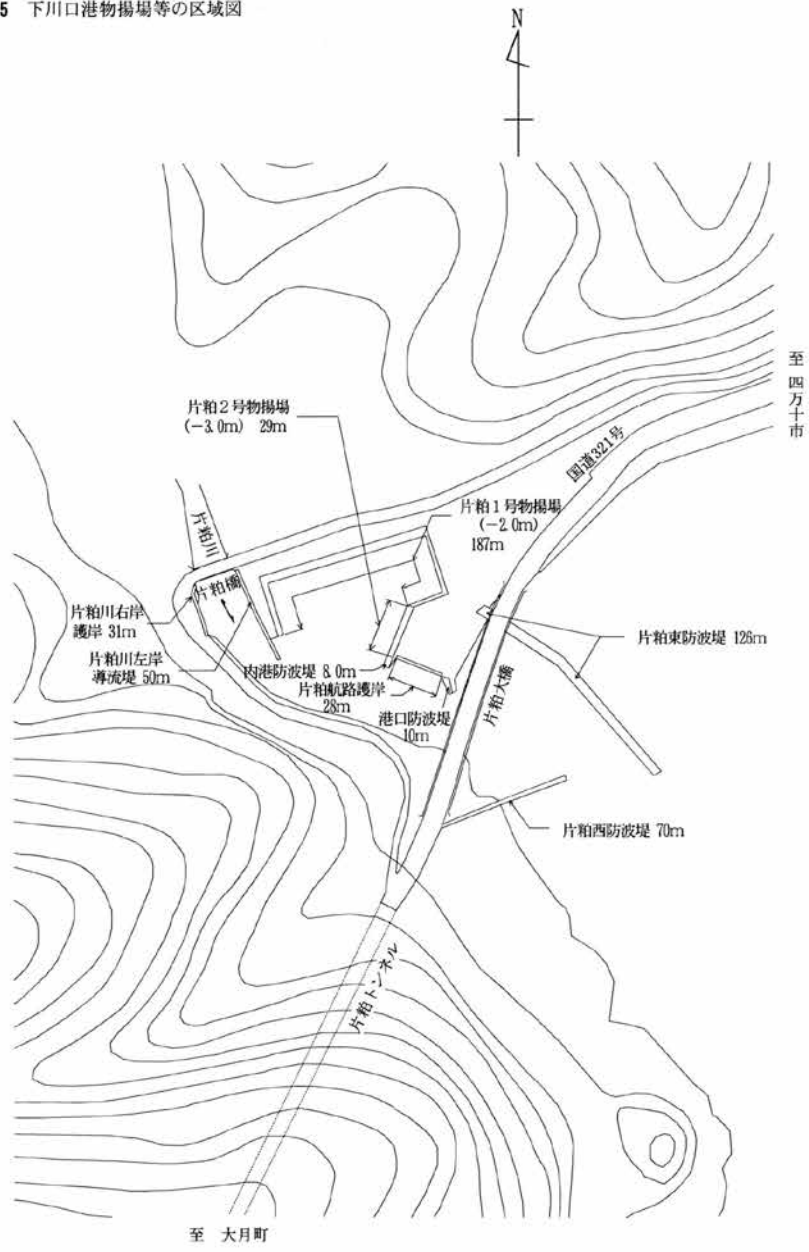 5 下川口港物揚場等の区域図
N
至 四万十市
片粕2号物揚場
(-3.0m) 29m
国道321号
片粕1号物揚場
(-2.0m)
187m
片粕川
片粕橋
片粕川右岸
護岸 31m
片粕川左岸
導流堤 50m
内港防波堤 8.0m
片粕航路護岸
28m
港口防波堤
10m
片粕大橋
片粕東防波堤 126m
片粕西防波堤 70m
片粕トンネル
至 大月町